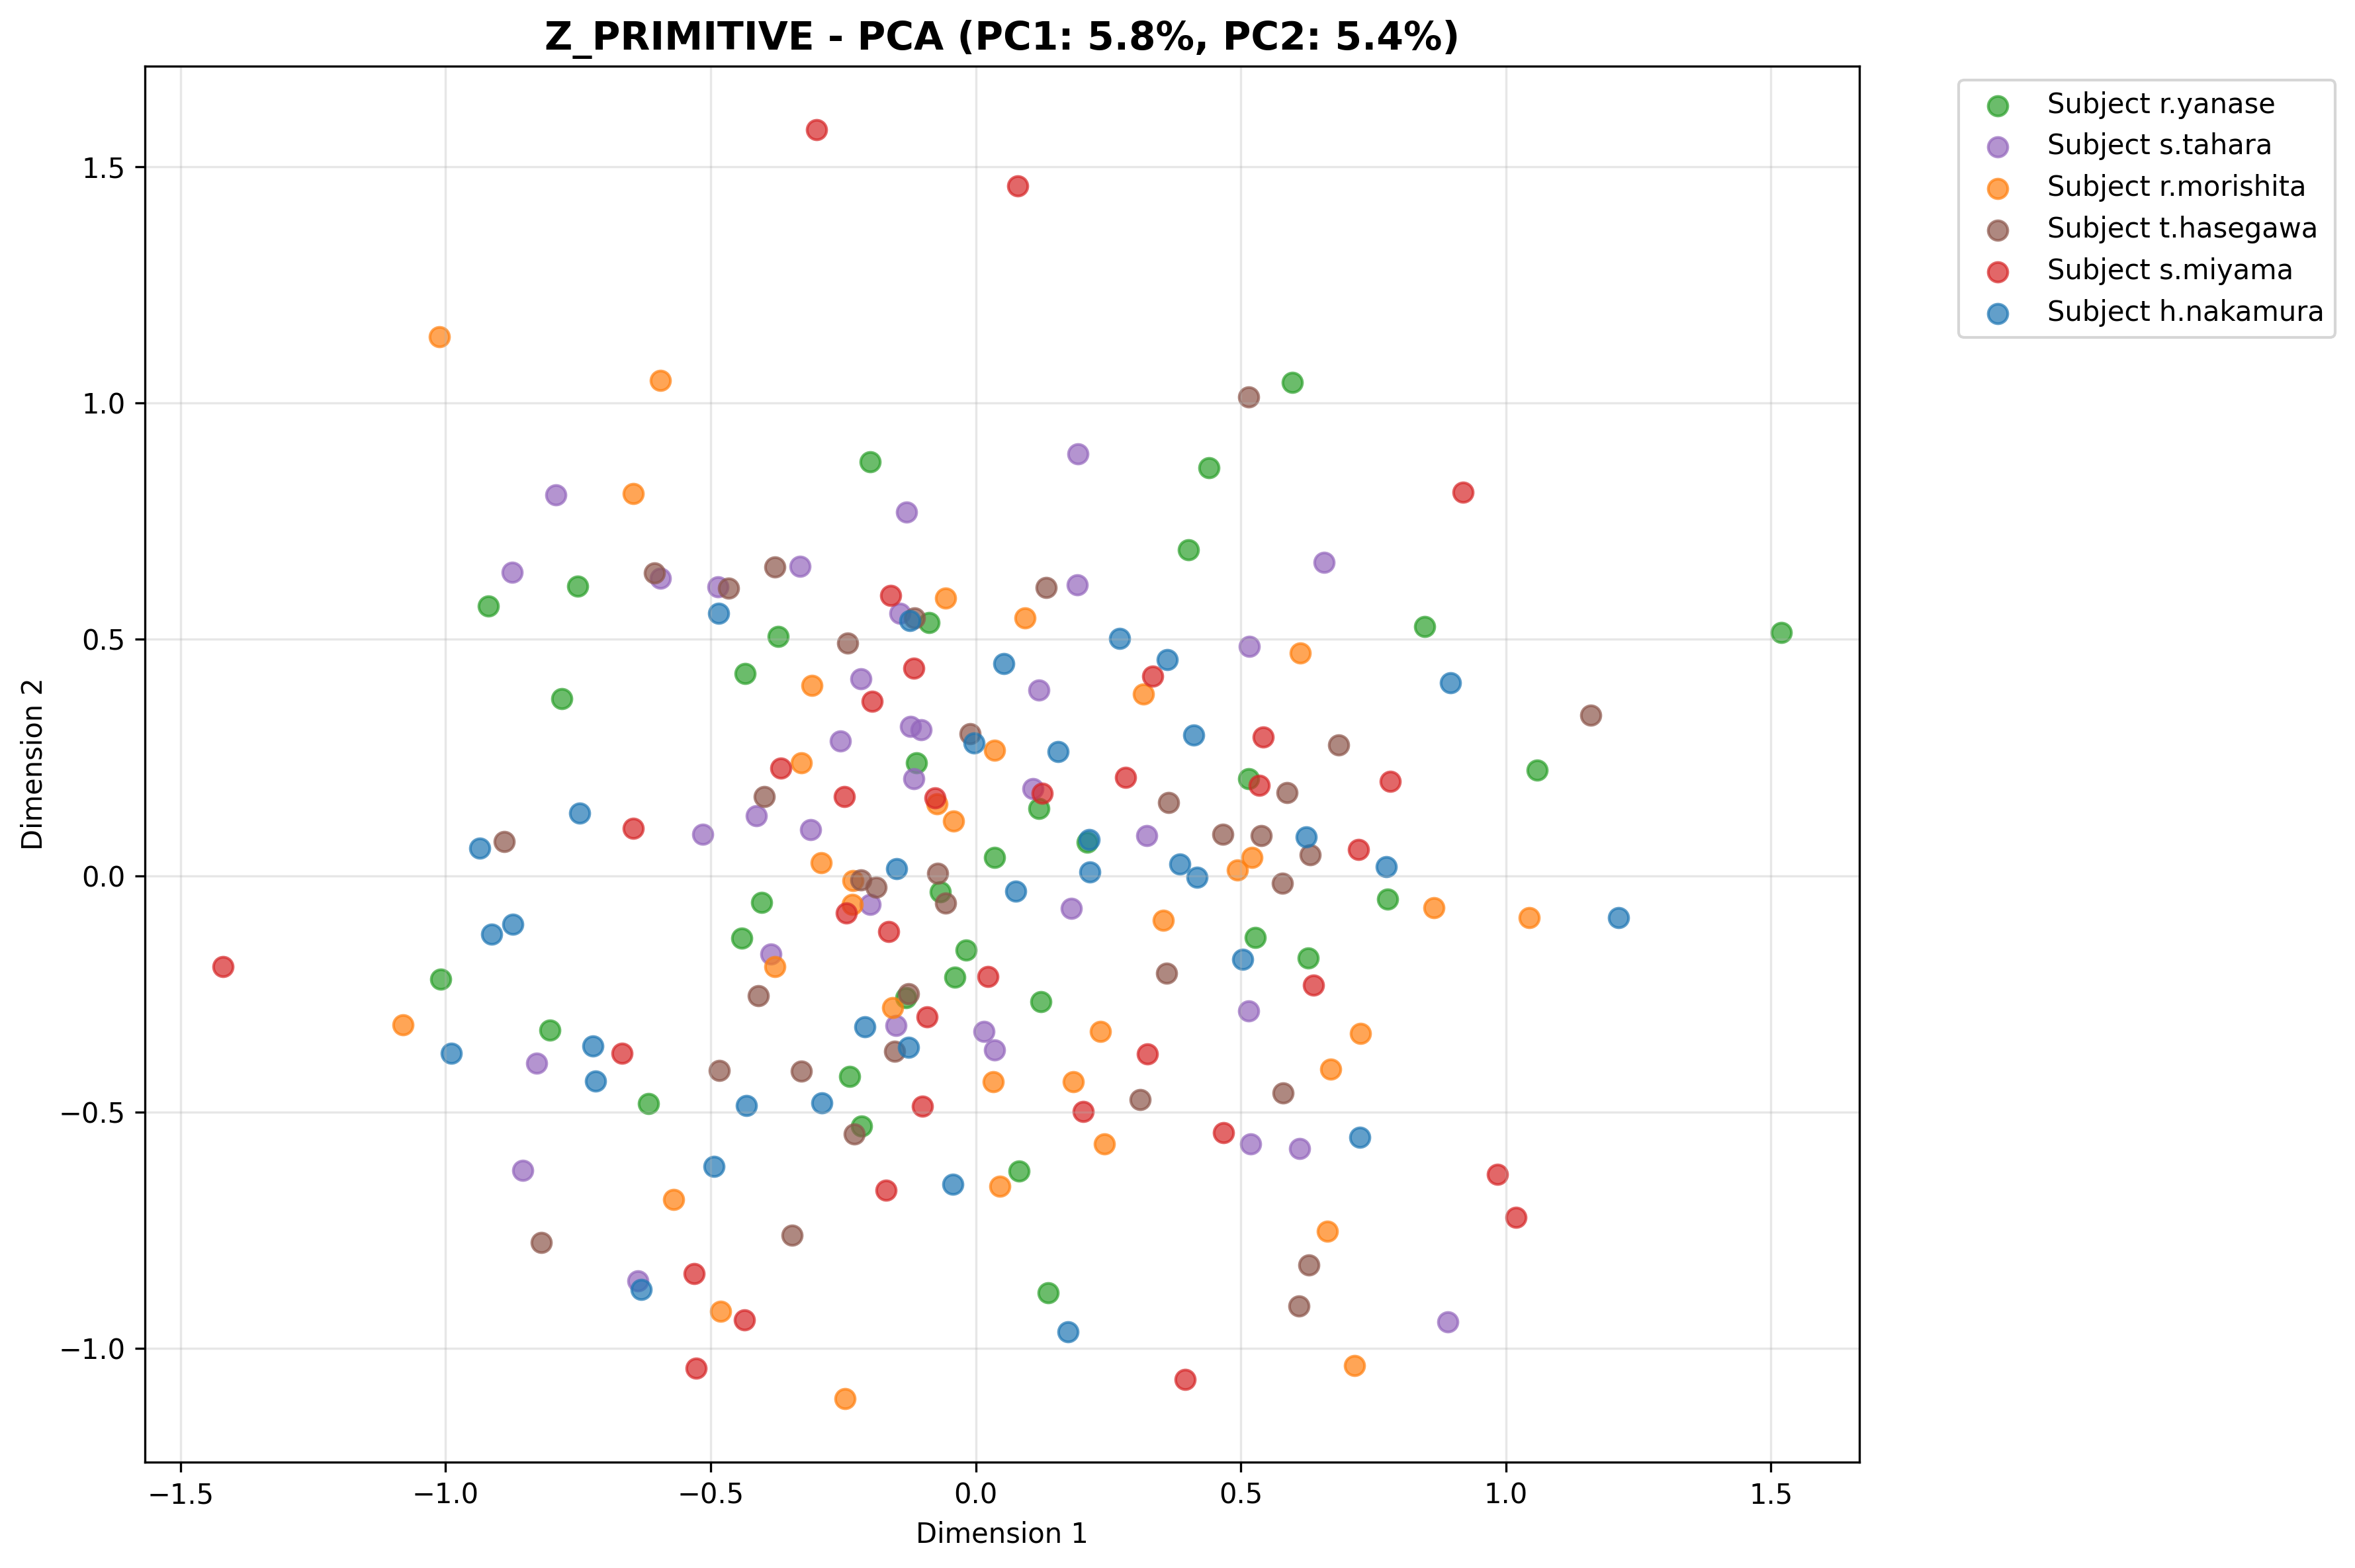 Z_PRIMITIVE - PCA (PC1: 5.8%, PC2: 5.4%)
Subject r.yanase
Subject s.tahara
Subject r.morishita
Subject t.hasegawa
Subject s.miyama
Subject h.nakamura
Dimension 2
1.5
1.0
0.5
0.0
−0.5
−1.0
−1.5
−1.0
−0.5
0.0
0.5
1.0
1.5
Dimension 1